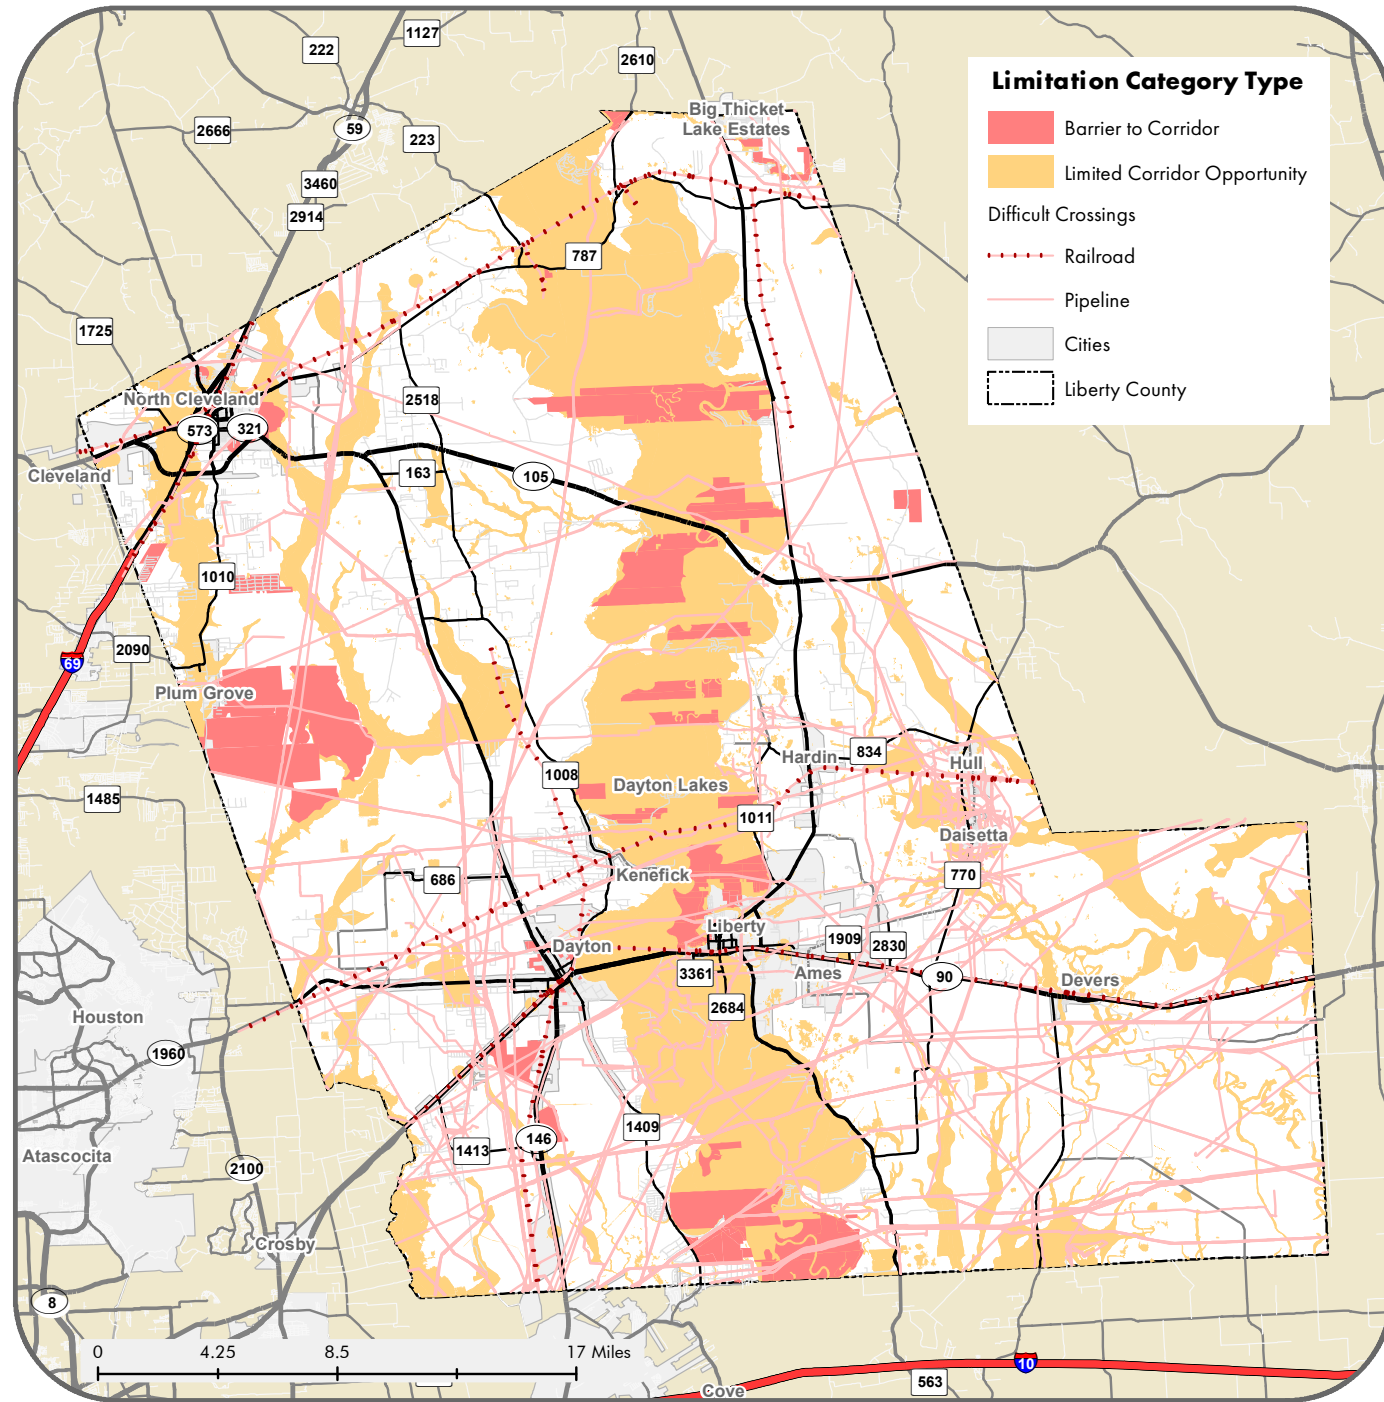 1127
222
2610
Limitation Category Type
Big Thicket
Lake Estates
Barrier to Corridor
2666
59
223
Limited Corridor Opportunity
3460
2914
Difficult Crossings
787
Railroad
Pipeline
1725
Cities
Liberty County
North Cleveland
2518
573
321
Cleveland
163
105
1010
2090
69
Plum Grove
834
Hardin
Hull
1008
Dayton Lakes
1485
1011
Daisetta
686
Kenefick
770
Liberty
1909
2830
Dayton
3361
Ames
90
Devers
2684
Houston
1960
1409
146
1413
Atascocita
2100
Crosby
8
0
4.25
8.5
17 Miles
10
563
Cove